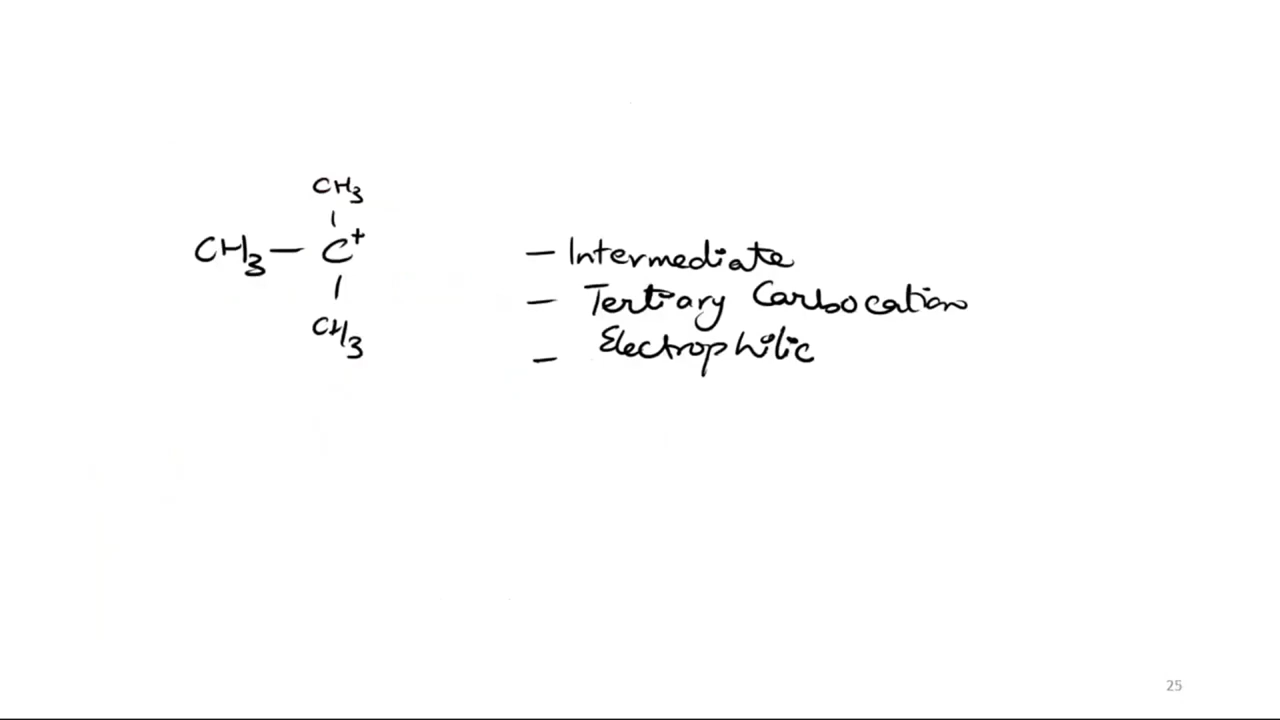 CH3
CH3 — C+
CH3
— Intermediate
— Tertiary Carbocation
— Electrophilic
25